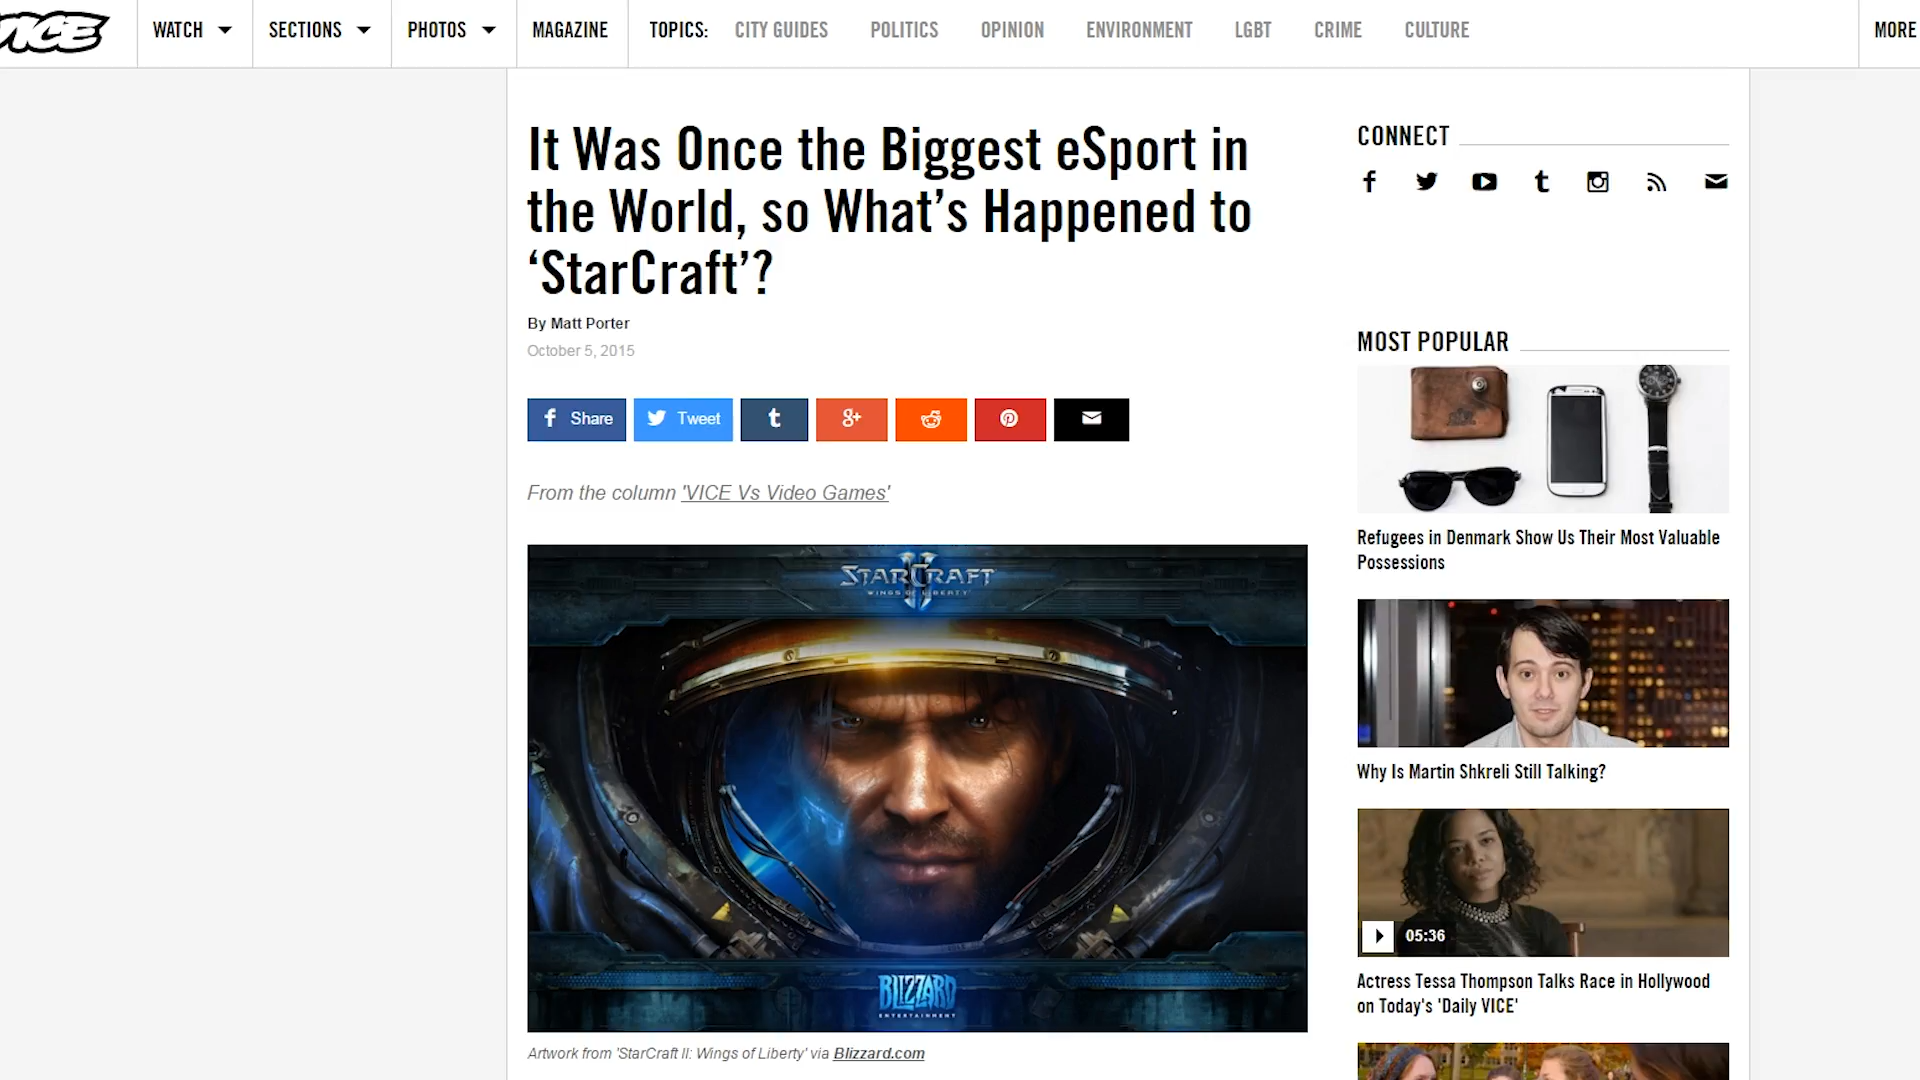 VICE
WATCH
SECTIONS
PHOTOS
MAGAZINE
TOPICS:
CITY GUIDES
POLITICS
OPINION
ENVIRONMENT
LGBT
CRIME
CULTURE
MORE
It Was Once the Biggest eSport in
the World, so What’s Happened to
‘StarCraft’?
By Matt Porter
October 5, 2015
Share
Tweet
From the column 'VICE Vs Video Games'
STARCRAFT II
WINGS OF LIBERTY
BLIZZARD
ENTERTAINMENT
Artwork from 'StarCraft II: Wings of Liberty' via Blizzard.com
CONNECT
MOST POPULAR
Refugees in Denmark Show Us Their Most Valuable
Possessions
Why Is Martin Shkreli Still Talking?
05:36
Actress Tessa Thompson Talks Race in Hollywood
on Today's 'Daily VICE'